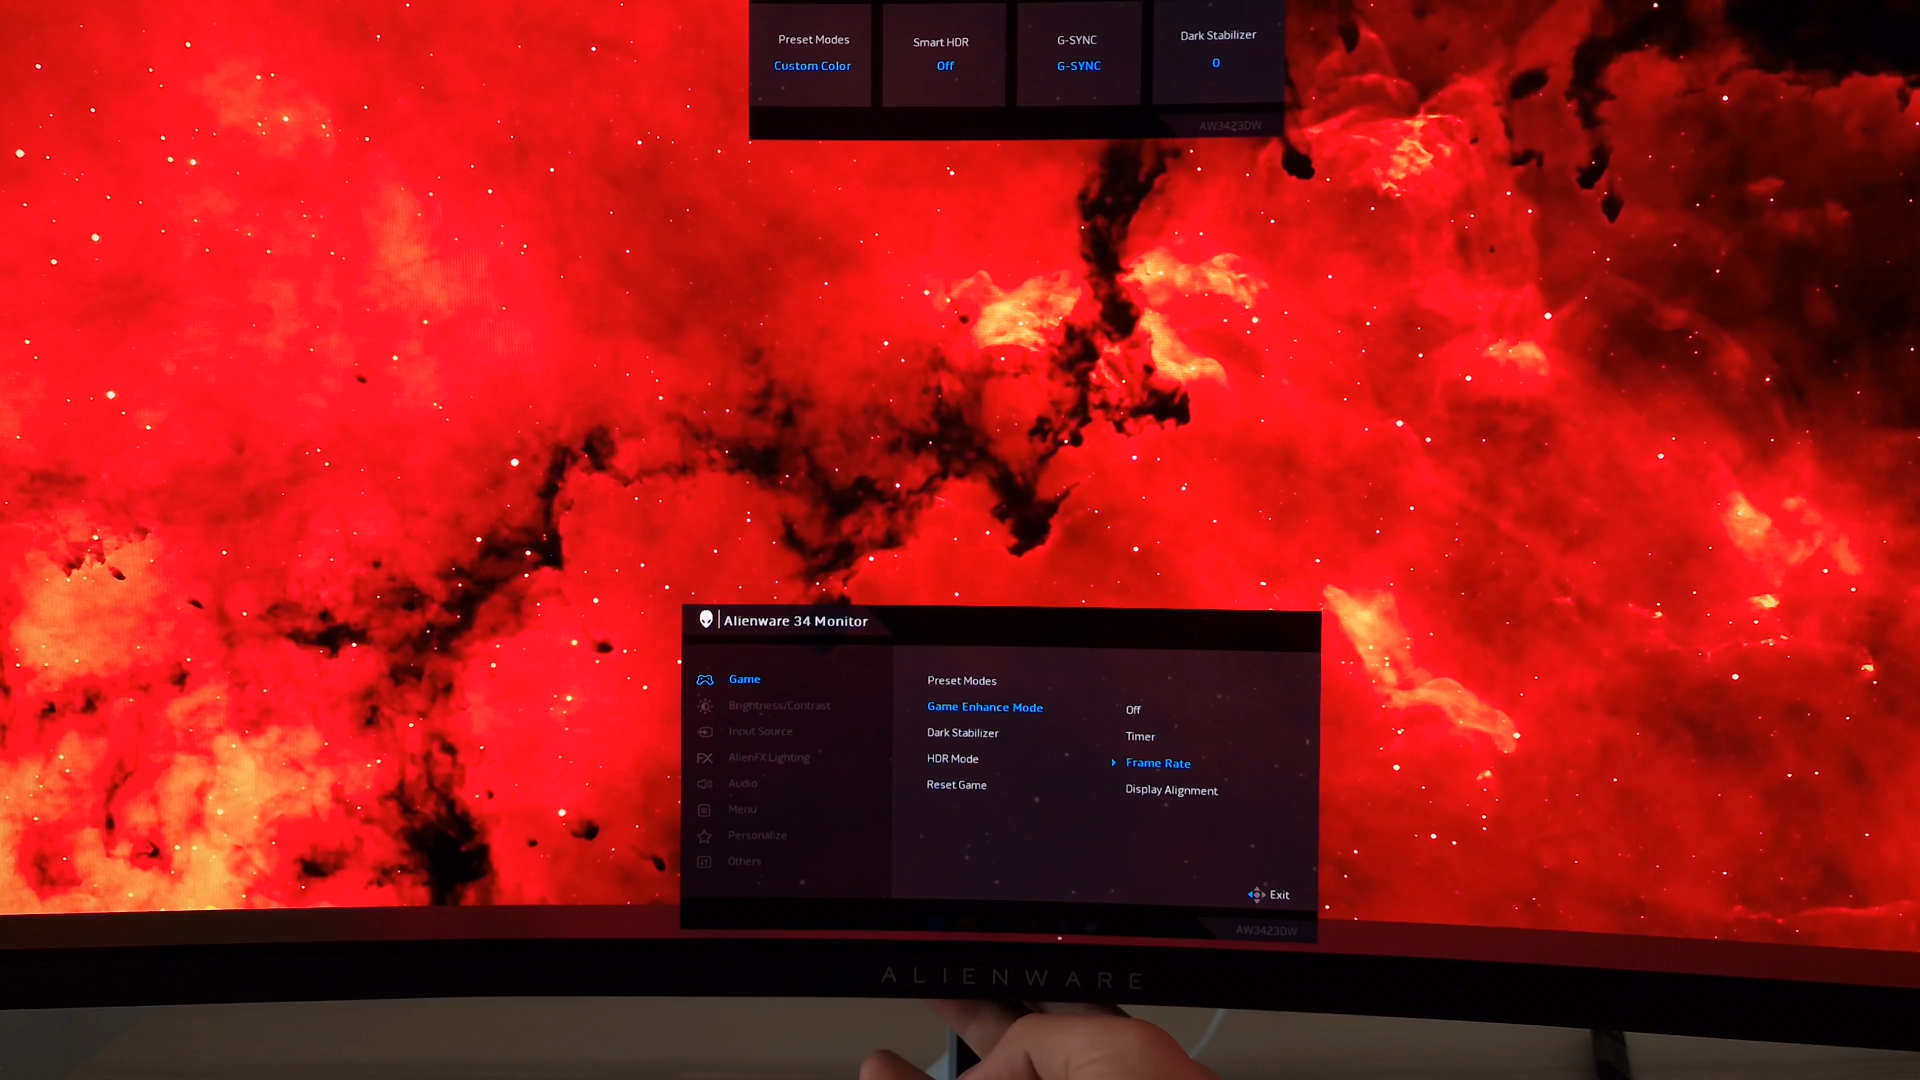 Preset Modes
Custom Color
Smart HDR
Off
G-SYNC
G-SYNC
Dark Stabilizer
0
AW3423DW
Alienware 34 Monitor
Game
Brightness/Contrast
Input Source
FX AlienFX Lighting
Audio
Menu
Personalize
Others
Preset Modes
Game Enhance Mode
Dark Stabilizer
HDR Mode
Reset Game
Off
Timer
Frame Rate
Display Alignment
Exit
AW3423DW
ALIENWARE